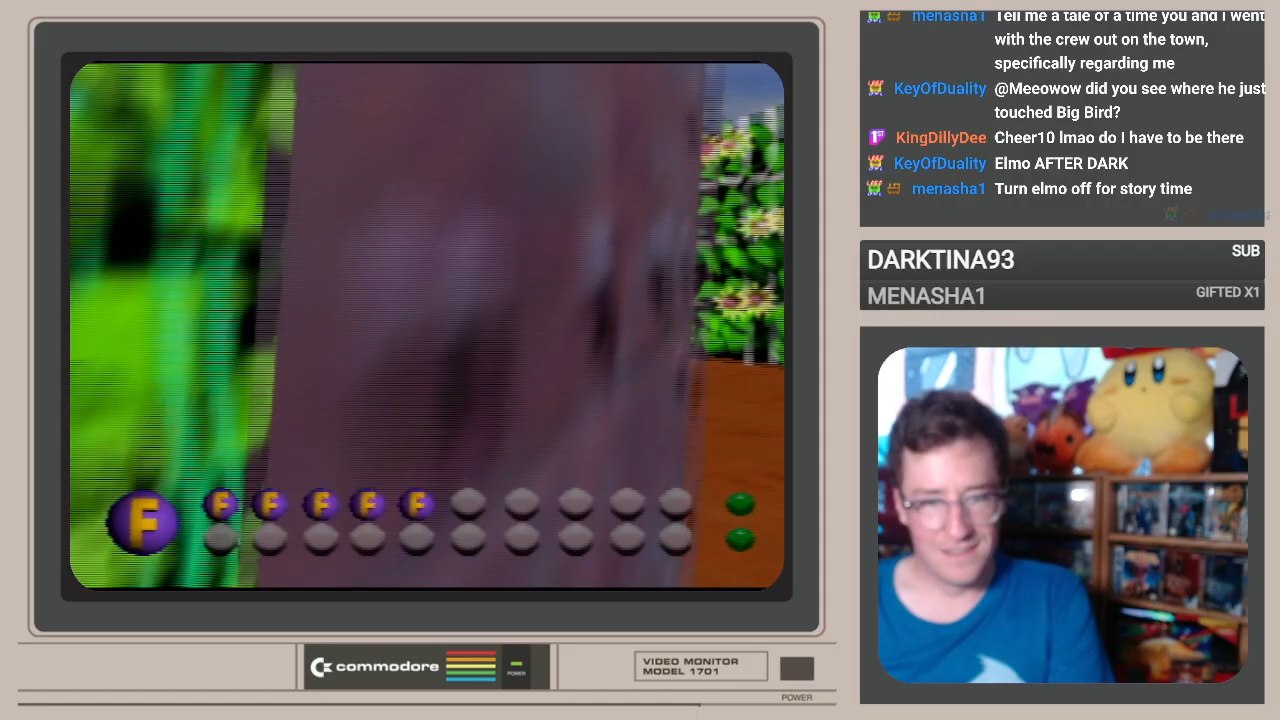 menasha1 Tell me a tale of a time you and I went
with the crew out on the town,
specifically regarding me
KeyOfDuality @Meeowow did you see where he just
touched Big Bird?
1ST KingDillyDee Cheer10 lmao do I have to be there
KeyOfDuality Elmo AFTER DARK
menasha1 Turn elmo off for story time
DARKTINA93 SUB
MENASHA1 GIFTED X1
F F F F F
F
commodore
POWER
VIDEO MONITOR
MODEL 1701
POWER